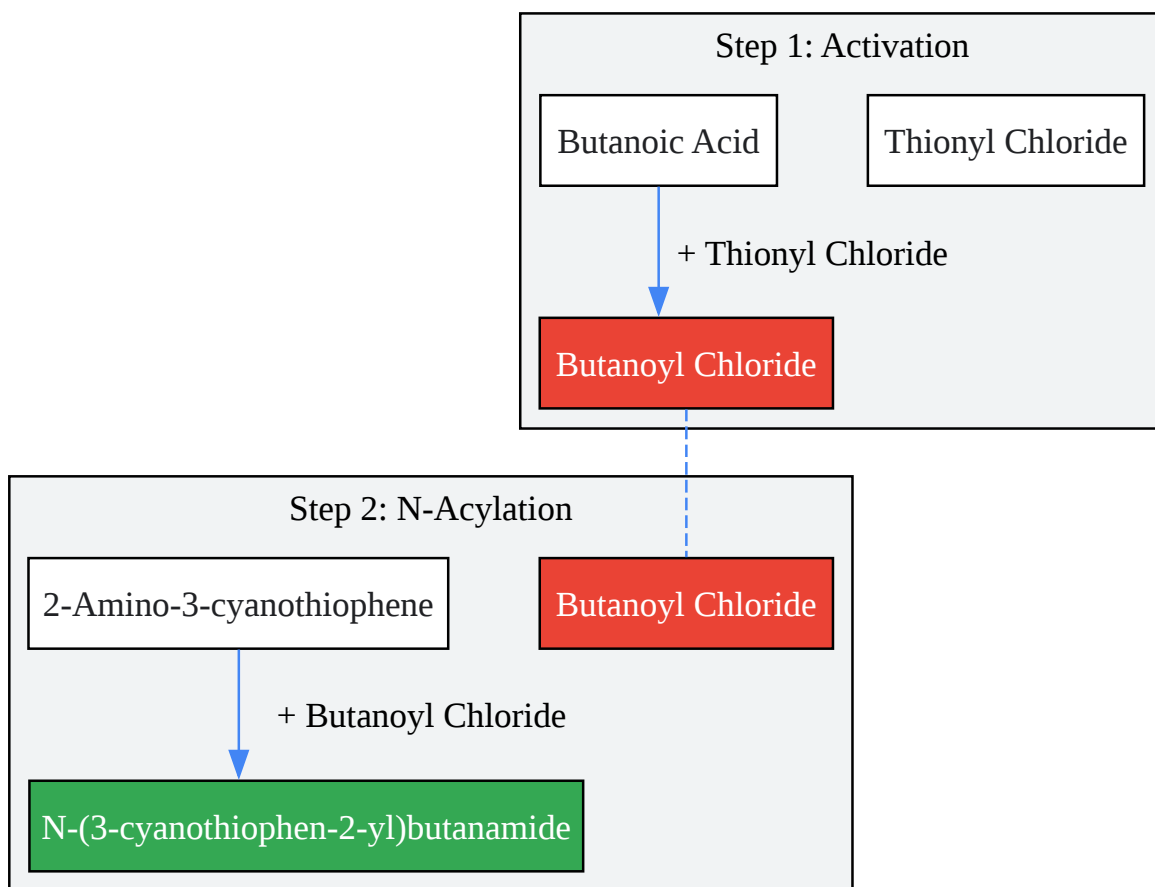 Step 1: Activation
Butanoic Acid
Thionyl Chloride
+ Thionyl Chloride
Butanoyl Chloride
Step 2: N-Acylation
2-Amino-3-cyanothiophene
Butanoyl Chloride
+ Butanoyl Chloride
N-(3-cyanothiophen-2-yl)butanamide